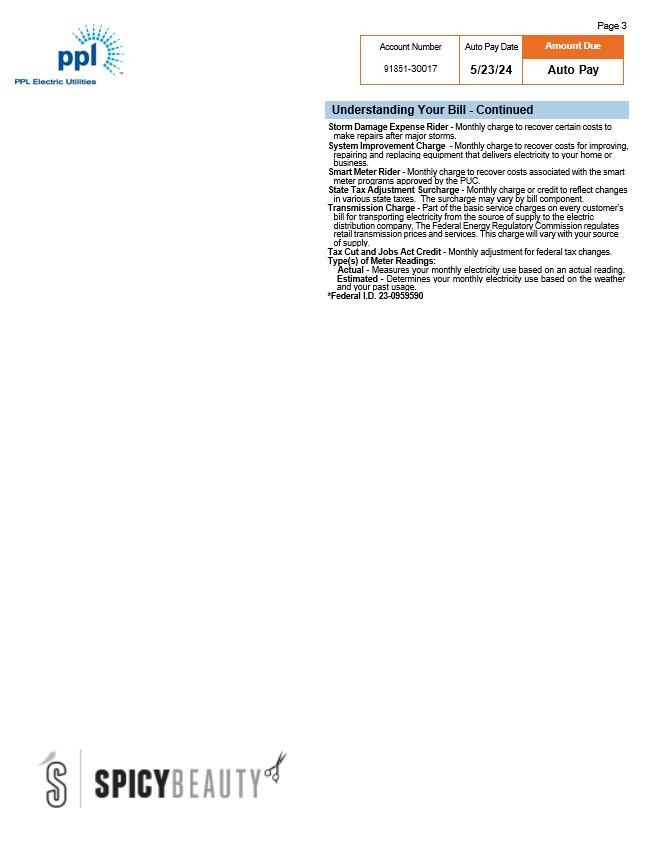 Page 3
ppl
PPL Electric Utilities
Account Number Auto Pay Date Amount Due
91851-30017 5/23/24 Auto Pay
Understanding Your Bill - Continued
Storm Damage Expense Rider - Monthly charge to recover certain costs to
make repairs after major storms.
System Improvement Charge - Monthly charge to recover costs for improving,
repairing and replacing equipment that delivers electricity to your home or
business.
Smart Meter Rider - Monthly charge to recover costs associated with the smart
meter programs approved by the PUC.
State Tax Adjustment Surcharge - Monthly charge or credit to reflect changes
in various state taxes. The surcharge may vary by bill component.
Transmission Charge - Part of the basic service charges on every customer's
bill for transporting electricity from the source of supply to the electric
distribution company. The Federal Energy Regulatory Commission regulates
retail transmission prices and services. This charge will vary with your source
of supply.
Tax Cut and Jobs Act Credit - Monthly adjustment for federal tax changes.
Type(s) of Meter Readings:
Actual - Measures your monthly electricity use based on an actual reading.
Estimated - Determines your monthly electricity use based on the weather
and your past usage.
*Federal I.D. 23-0959590
S SPICYBEAUTY